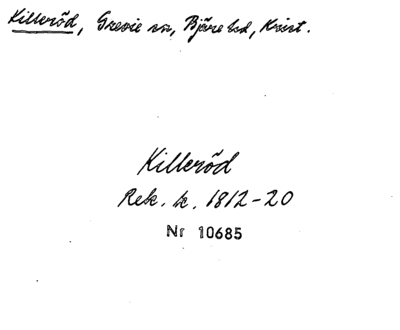 Killeröd, Grevie sn, Bjäre hd, Krist.
Killeröd
Rek. k. 1812-20
Nr 10685